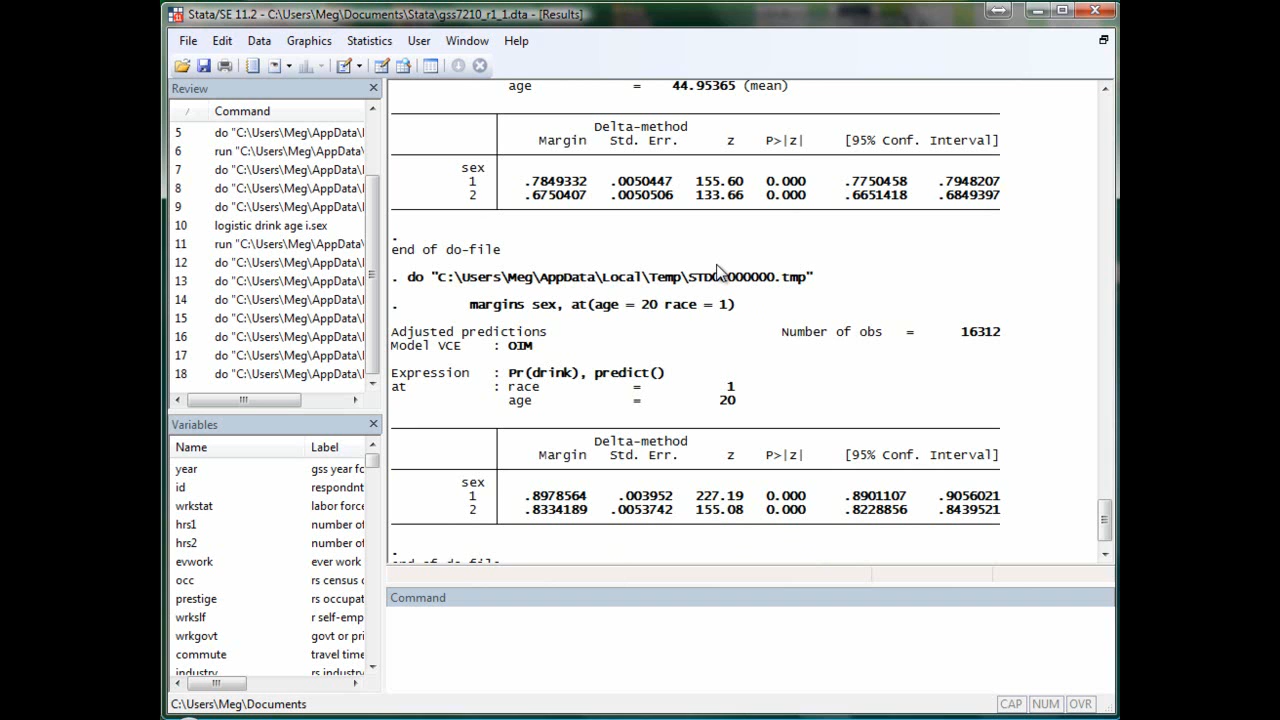 Stata/SE 11.2 - C:\Users\Meg\Documents\Stata\gss7210_r1_1.dta - [Results]
File Edit Data Graphics Statistics User Window Help
Review
Command
5 do "C:\Users\Meg\AppData\
6 run "C:\Users\Meg\AppData\
7 do "C:\Users\Meg\AppData\
8 do "C:\Users\Meg\AppData\
9 do "C:\Users\Meg\AppData\
10 logistic drink age i.sex
11 run "C:\Users\Meg\AppData\
12 do "C:\Users\Meg\AppData\
13 do "C:\Users\Meg\AppData\
14 do "C:\Users\Meg\AppData\
15 do "C:\Users\Meg\AppData\
16 do "C:\Users\Meg\AppData\
17 do "C:\Users\Meg\AppData\
18 do "C:\Users\Meg\AppData\
Variables
Name Label
year gss year fo
id respondnt
wrkstat labor force
hrs1 number of
hrs2 number of
evwork ever work
occ rs census o
prestige rs occupat
wrkslf r self-emp
wrkgovt govt or pri
commute travel time
industry rs industry
age = 44.95365 (mean)
Delta-method
Margin Std. Err. z P>|z| [95% Conf. Interval]
sex
1 .7849332 .0050447 155.60 0.000 .7750458 .7948207
2 .6750407 .0050506 133.66 0.000 .6651418 .6849397
.
end of do-file
. do "C:\Users\Meg\AppData\Local\Temp\000000.tmp"
. margins sex, at(age = 20 race = 1)
Adjusted predictions Number of obs = 16312
Model VCE : OIM
Expression : Pr(drink), predict()
at : race = 1
age = 20
Delta-method
Margin Std. Err. z P>|z| [95% Conf. Interval]
sex
1 .8978564 .003952 227.19 0.000 .8901107 .9056021
2 .8334189 .0053742 155.08 0.000 .8228856 .8439521
.
end of do-file
Command
C:\Users\Meg\Documents CAP NUM OVR